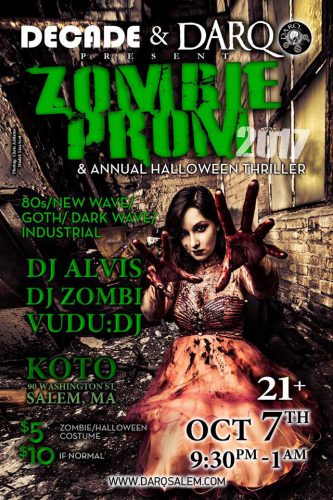 DECADE & DARQ
PRESENT
ZOMBIE
PROM
2017
& ANNUAL HALLOWEEN THRILLER
80s/NEW WAVE/
GOTH/ DARK WAVE/
INDUSTRIAL
DJ ALVIS
DJ ZOMBI
VUDU:DJ
KOTO
90 WASHINGTON ST.
SALEM, MA
$5 ZOMBIE/HALLOWEEN
COSTUME
$10 IF NORMAL
21+
OCT 7TH
9:30PM-1AM
WWW.DARQSALEM.COM